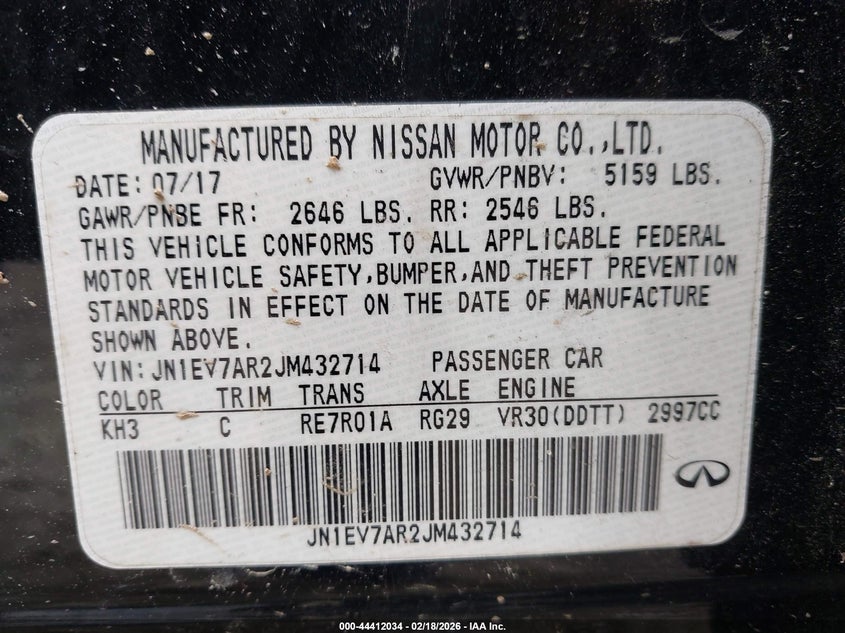 MANUFACTURED BY NISSAN MOTOR CO.,LTD.
DATE: 07/17 GVWR/PNBV: 5159 LBS.
GAWR/PNBE FR: 2646 LBS. RR: 2546 LBS.
THIS VEHICLE CONFORMS TO ALL APPLICABLE FEDERAL
MOTOR VEHICLE SAFETY,BUMPER,AND THEFT PREVENTION
STANDARDS IN EFFECT ON THE DATE OF MANUFACTURE
SHOWN ABOVE.
VIN: JN1EV7AR2JM432714 PASSENGER CAR
COLOR TRIM TRANS AXLE ENGINE
KH3 C RE7R01A RG29 VR30(DDTT) 2997CC
JN1EV7AR2JM432714
000-44412034 - 02/18/2026 - IAA Inc.